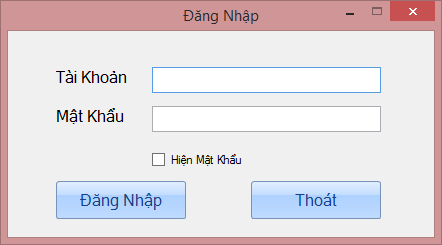 Đăng Nhập
Tài Khoản
Mật Khẩu
Hiện Mật Khẩu
Đăng Nhập Thoát